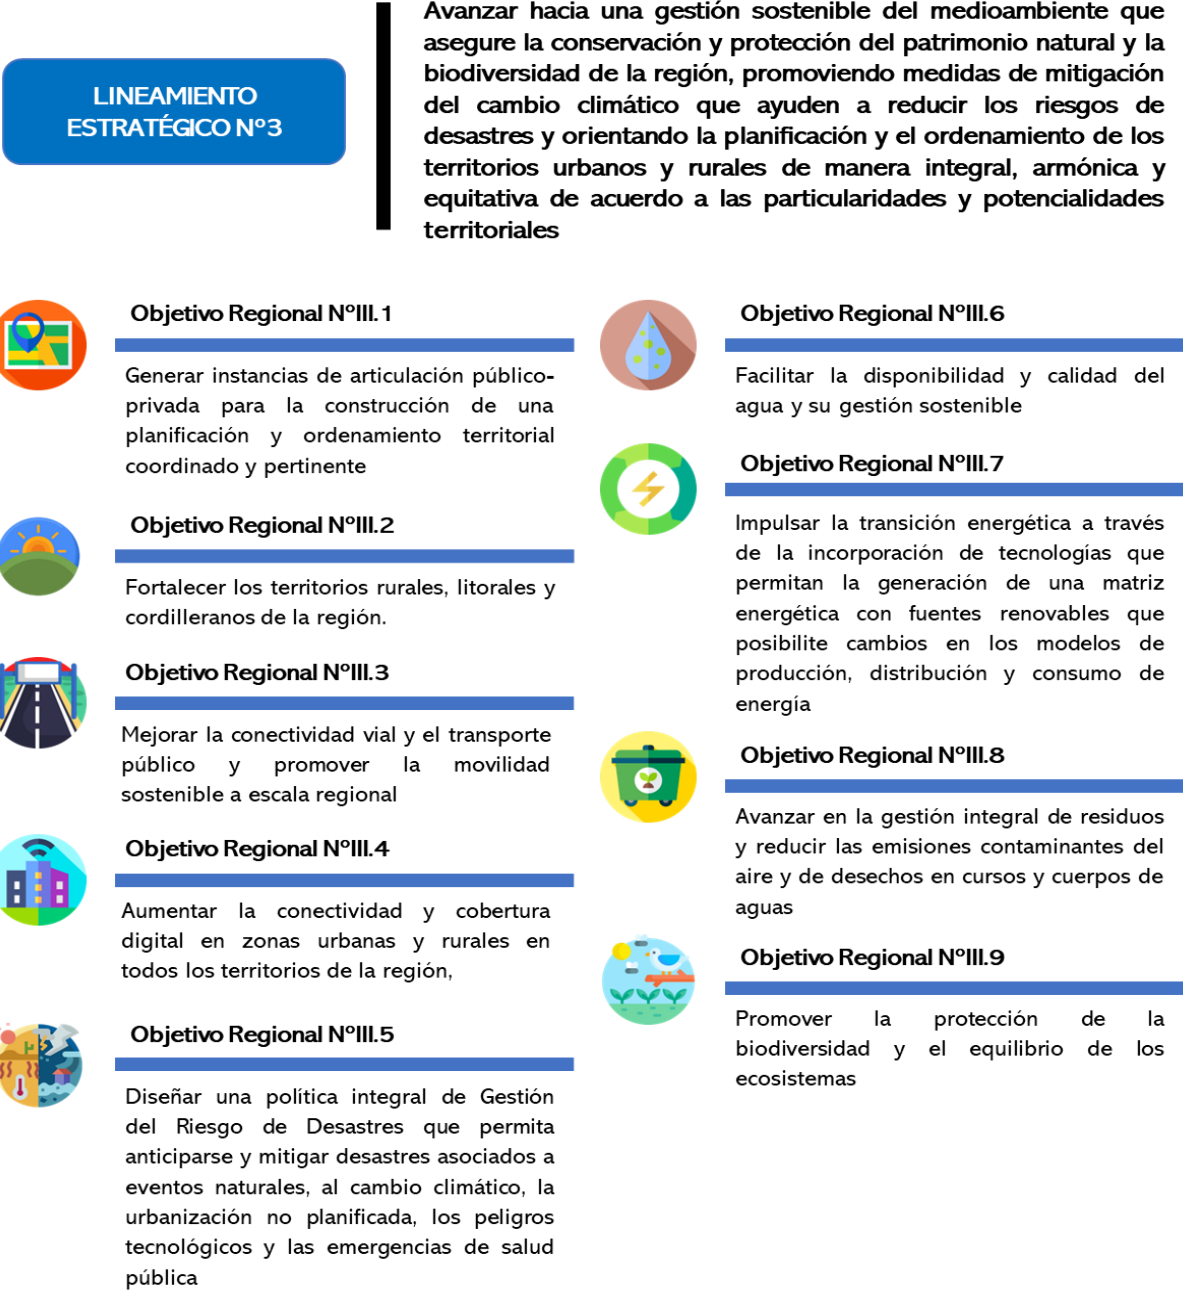 LINEAMIENTO
ESTRATÉGICO Nº3
Avanzar hacia una gestión sostenible del medioambiente que
asegure la conservación y protección del patrimonio natural y la
biodiversidad de la región, promoviendo medidas de mitigación
del cambio climático que ayuden a reducir los riesgos de
desastres y orientando la planificación y el ordenamiento de los
territorios urbanos y rurales de manera integral, armónica y
equitativa de acuerdo a las particularidades y potencialidades
territoriales
Objetivo Regional NºIII.1
Generar instancias de articulación público-
privada para la construcción de una
planificación y ordenamiento territorial
coordinado y pertinente
Objetivo Regional NºIII.2
Fortalecer los territorios rurales, litorales y
cordilleranos de la región.
Objetivo Regional NºIII.3
Mejorar la conectividad vial y el transporte
público y promover la movilidad
sostenible a escala regional
Objetivo Regional NºIII.4
Aumentar la conectividad y cobertura
digital en zonas urbanas y rurales en
todos los territorios de la región,
Objetivo Regional NºIII.5
Diseñar una política integral de Gestión
del Riesgo de Desastres que permita
anticiparse y mitigar desastres asociados a
eventos naturales, al cambio climático, la
urbanización no planificada, los peligros
tecnológicos y las emergencias de salud
pública
Objetivo Regional NºIII.6
Facilitar la disponibilidad y calidad del
agua y su gestión sostenible
Objetivo Regional NºIII.7
Impulsar la transición energética a través
de la incorporación de tecnologías que
permitan la generación de una matriz
energética con fuentes renovables que
posibilite cambios en los modelos de
producción, distribución y consumo de
energía
Objetivo Regional NºIII.8
Avanzar en la gestión integral de residuos
y reducir las emisiones contaminantes del
aire y de desechos en cursos y cuerpos de
aguas
Objetivo Regional NºIII.9
Promover la protección de la
biodiversidad y el equilibrio de los
ecosistemas